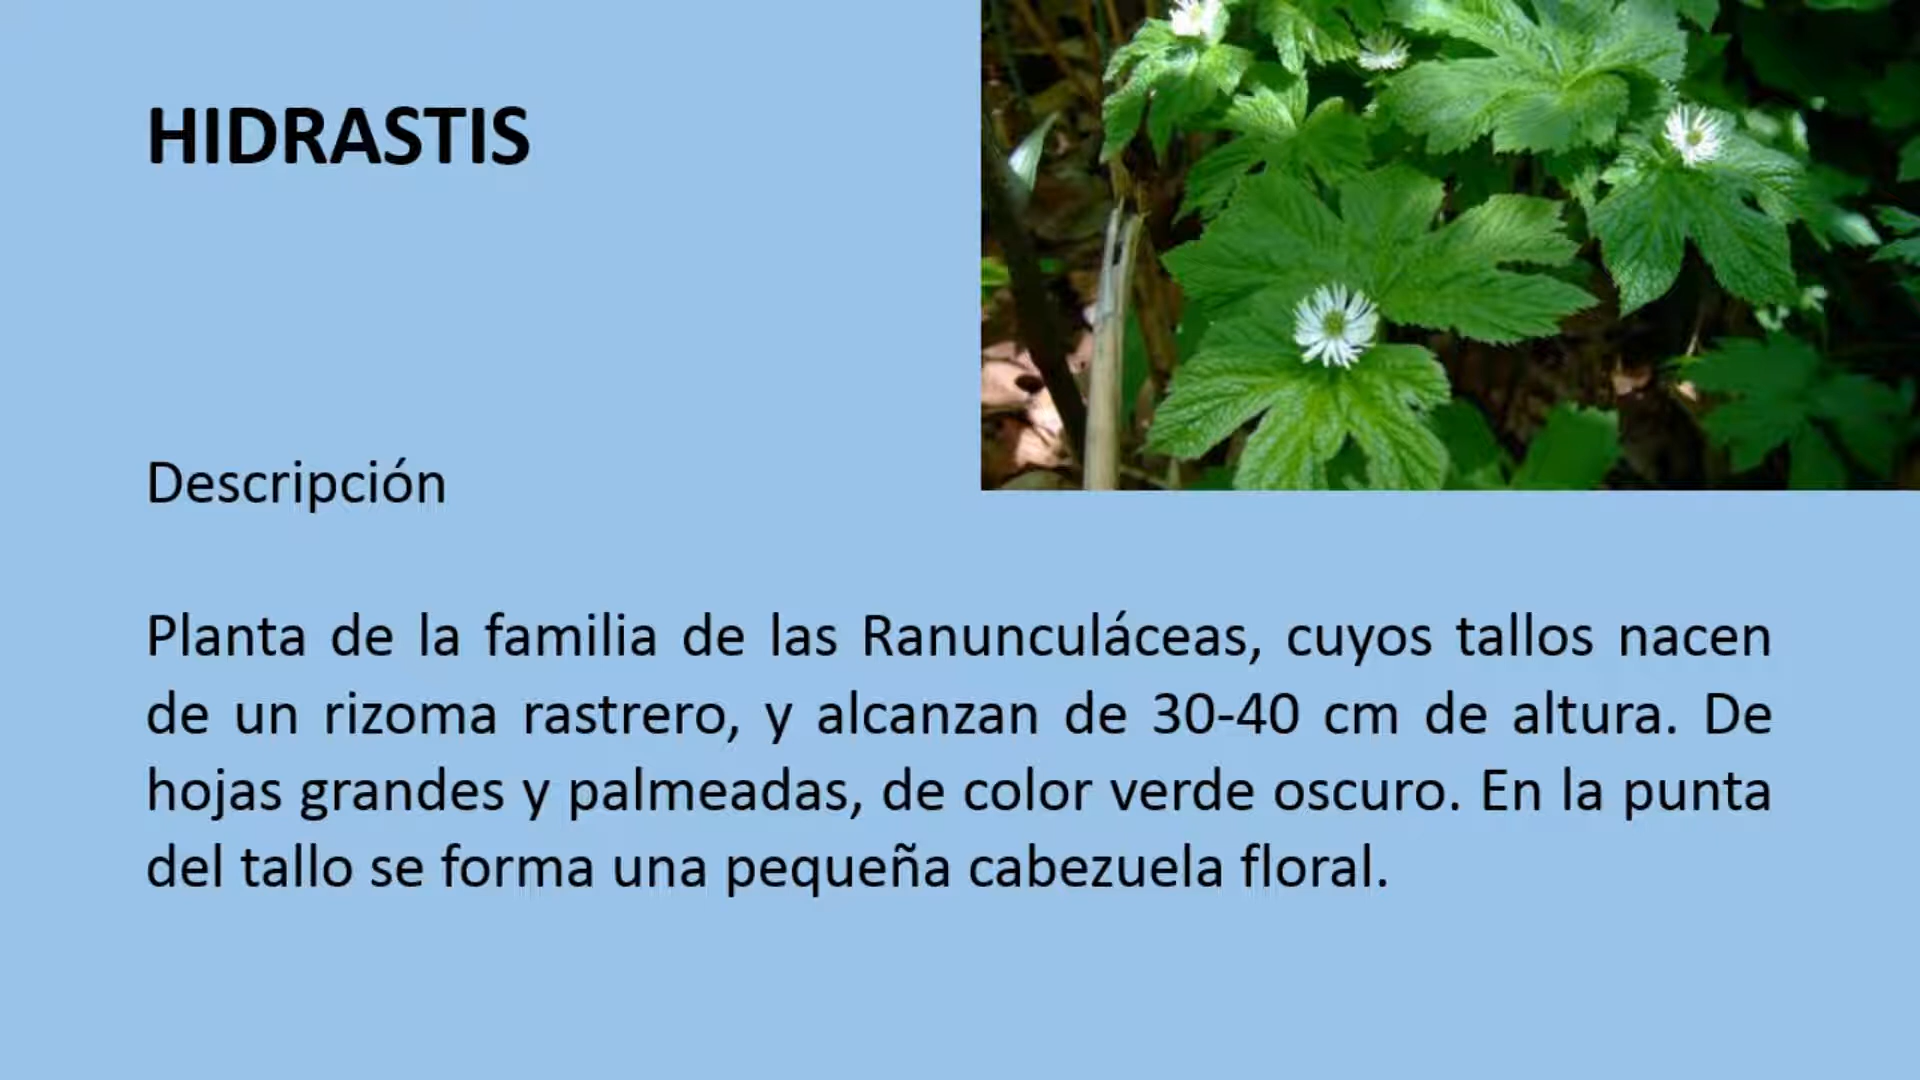 HIDRASTIS
Descripción
Planta de la familia de las Ranunculáceas, cuyos tallos nacen
de un rizoma rastrero, y alcanzan de 30-40 cm de altura. De
hojas grandes y palmeadas, de color verde oscuro. En la punta
del tallo se forma una pequeña cabezuela floral.